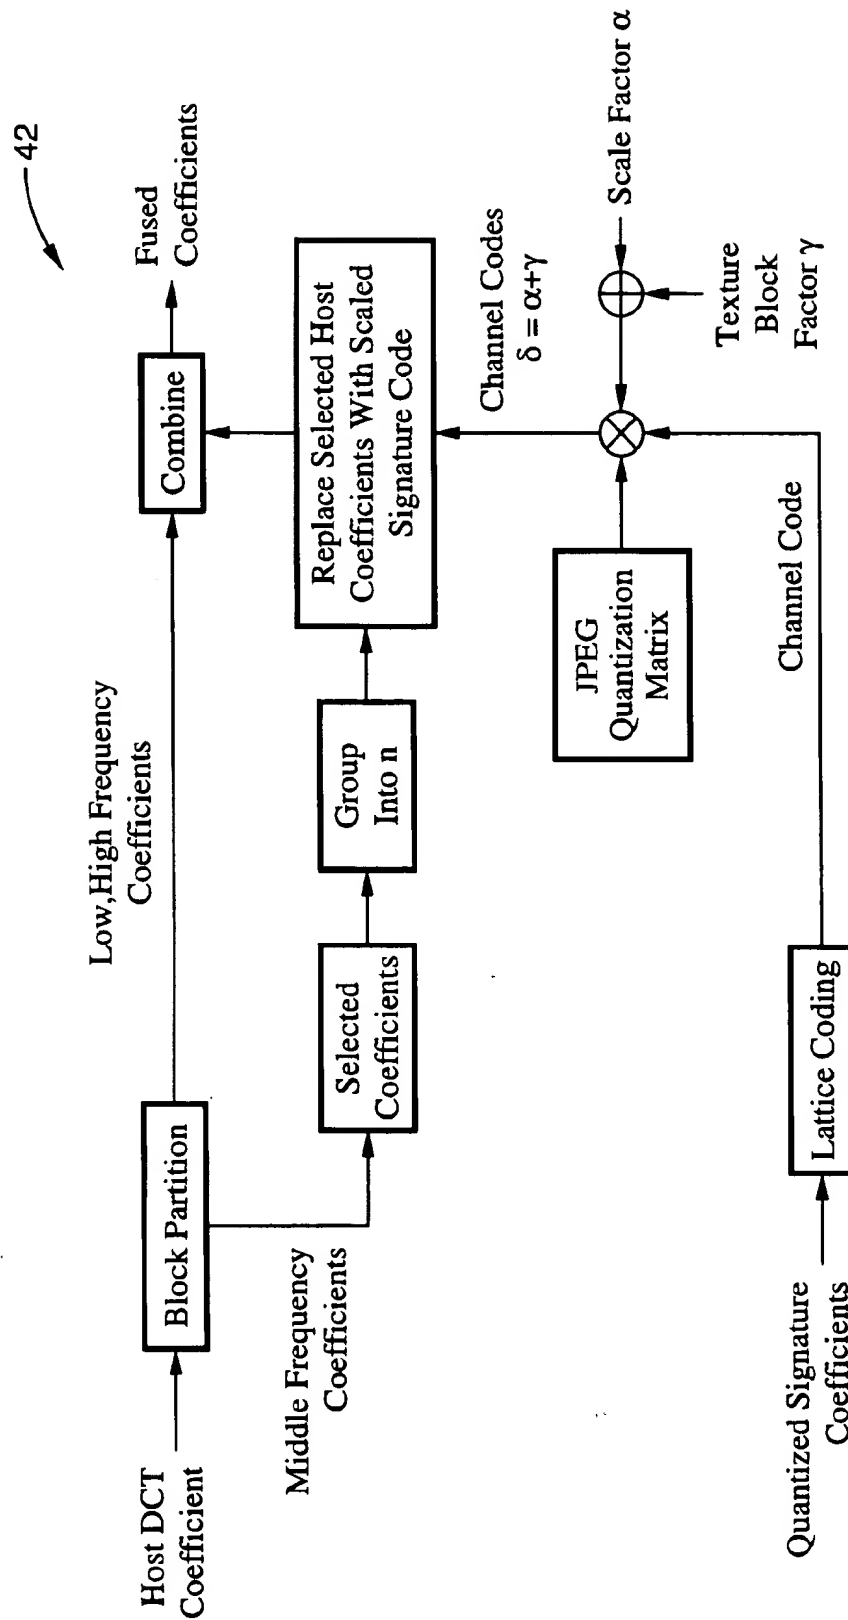 42
Host DCT
Coefficient
Block Partition
Low,High Frequency
Coefficients
Combine
Fused
Coefficients
Middle Frequency
Coefficients
Selected
Coefficients
Group
Into n
Replace Selected Host
Coefficients With Scaled
Signature Code
Channel Codes
δ = α+γ
JPEG
Quantization
Matrix
Scale Factor α
Texture
Block
Factor γ
Quantized Signature
Coefficients
Lattice Coding
Channel Code